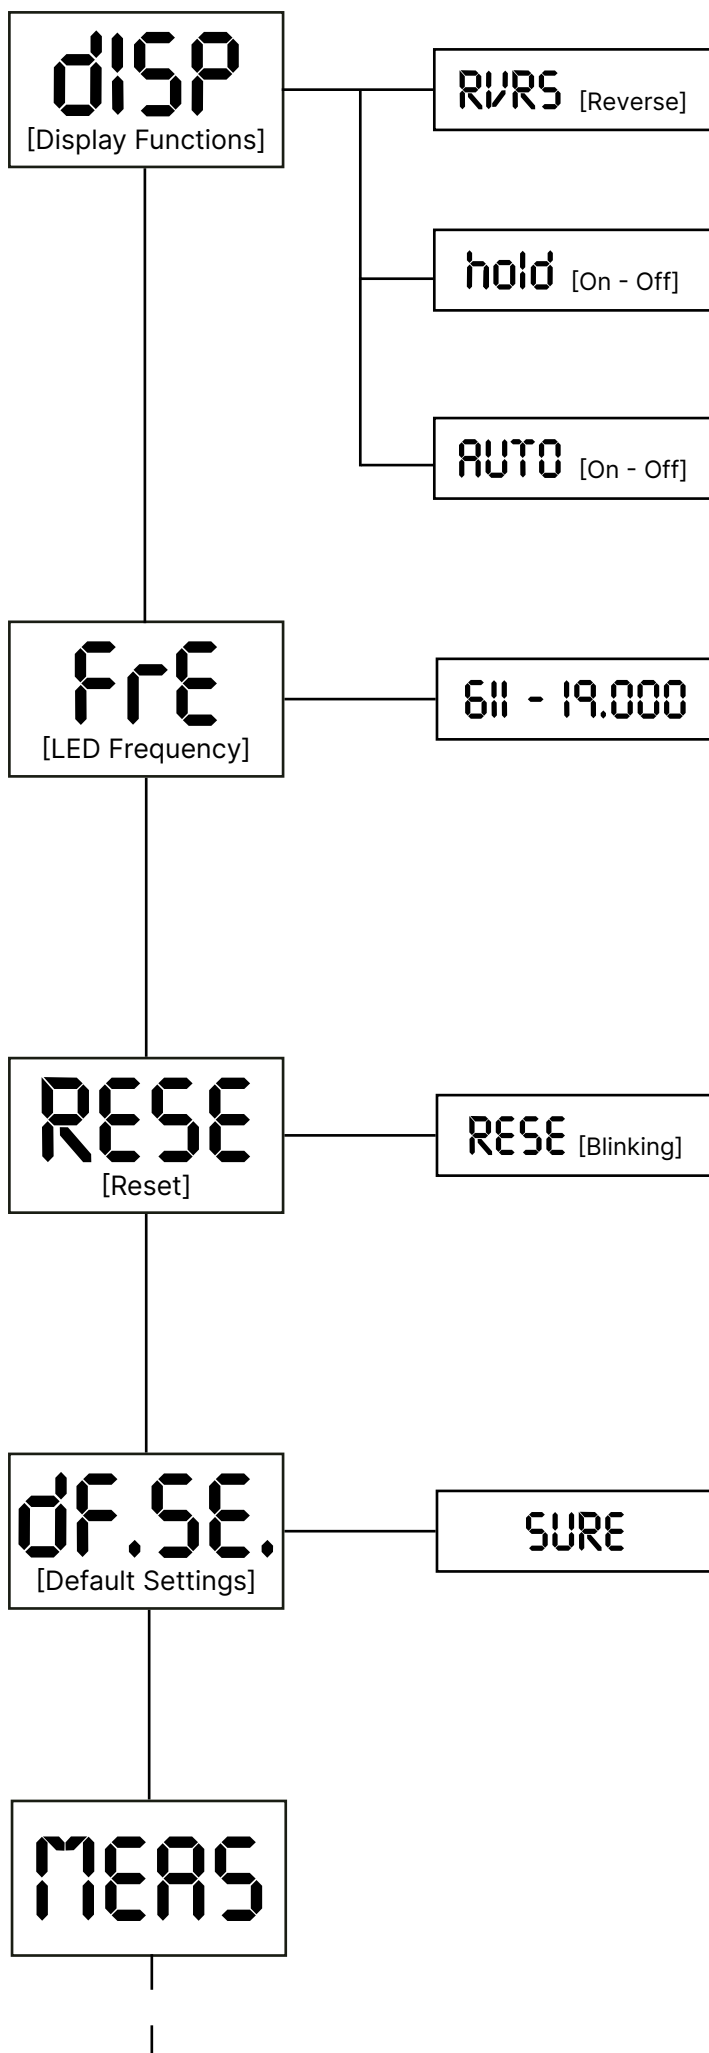 dISP
[Display Functions]
RVRS [Reverse]
hold [On - Off]
AUTO [On - Off]
FrE
[LED Frequency]
611 - 19.000
RESE
[Reset]
RESE [Blinking]
dF.SE.
[Default Settings]
SURE
MEAS